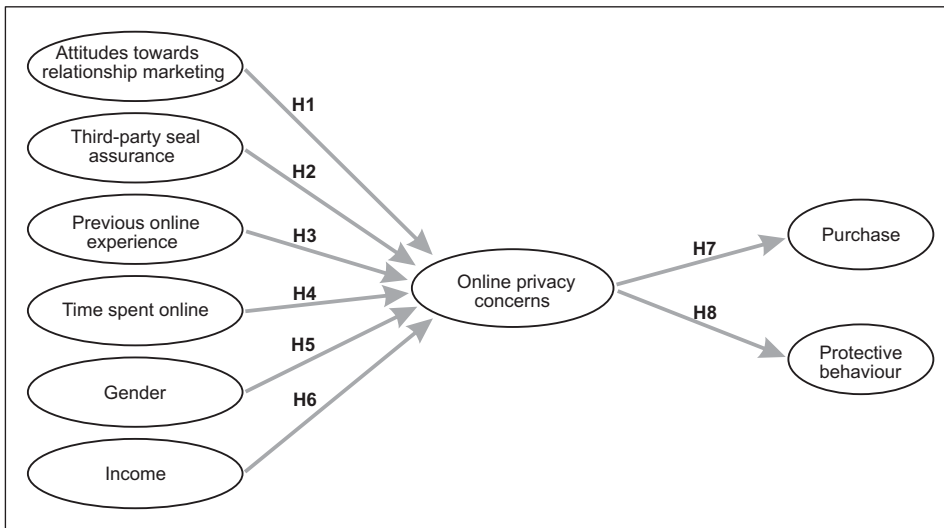 Attitudes towards
relationship marketing
H1
Third-party seal
assurance
H2
Previous online
experience
H3
Time spent online
H4
Gender
H5
Income
H6
Online privacy
concerns
H7
Purchase
H8
Protective
behaviour